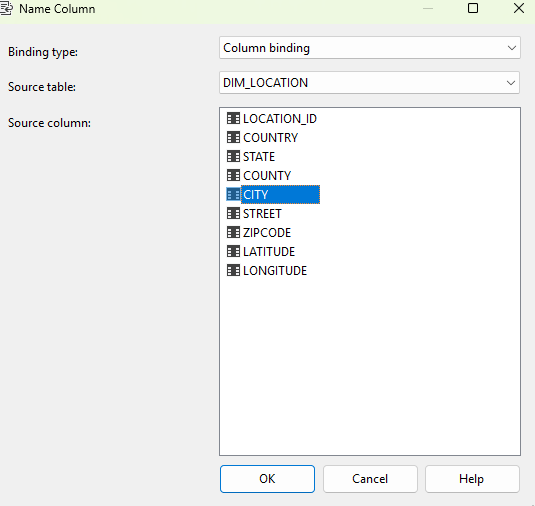 Name Column
Binding type:
Column binding
Source table:
DIM_LOCATION
Source column:
LOCATION_ID
COUNTRY
STATE
COUNTY
CITY
STREET
ZIPCODE
LATITUDE
LONGITUDE
OK
Cancel
Help